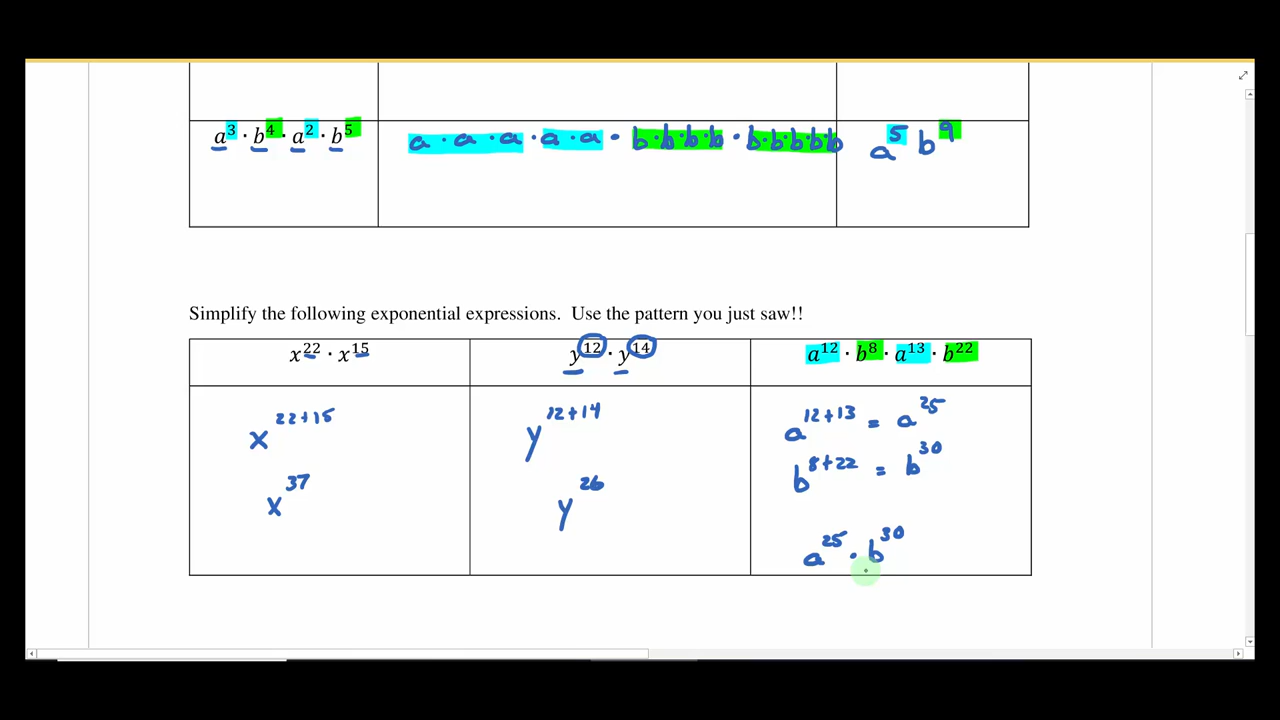 a³ · b⁴ · a² · b⁵ a · a · a · a · a · b·b·b·b · b·b·b·b·b a⁵ b⁹
Simplify the following exponential expressions. Use the pattern you just saw!!
x²² · x¹⁵ y¹² · y¹⁴ a¹² · b⁸ · a¹³ · b²²
x²²⁺¹⁵ y¹²⁺¹⁴ a¹²⁺¹³ = a²⁵
b⁸⁺²² = b³⁰
x³⁷ y²⁶
a²⁵ · b³⁰